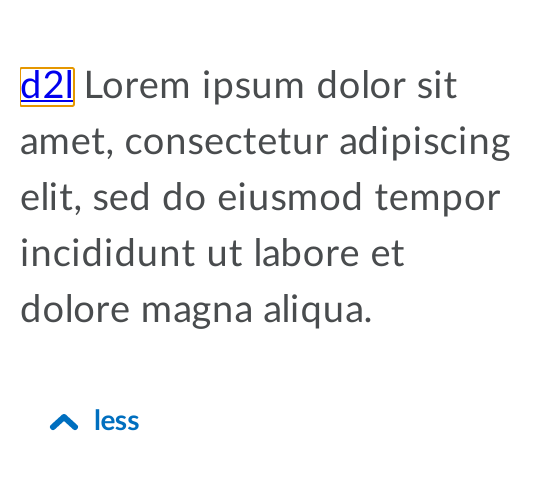 d2l Lorem ipsum dolor sit
amet, consectetur adipiscing
elit, sed do eiusmod tempor
incididunt ut labore et
dolore magna aliqua.
less